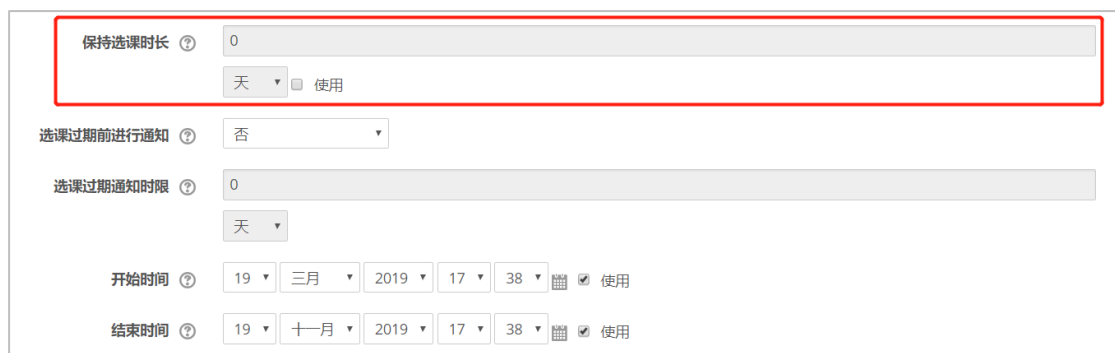 保持选课时长 0
天 使用
选课过期前进行通知 否
选课过期通知时限 0
天
开始时间 19 三月 2019 17 38 使用
结束时间 19 十一月 2019 17 38 使用